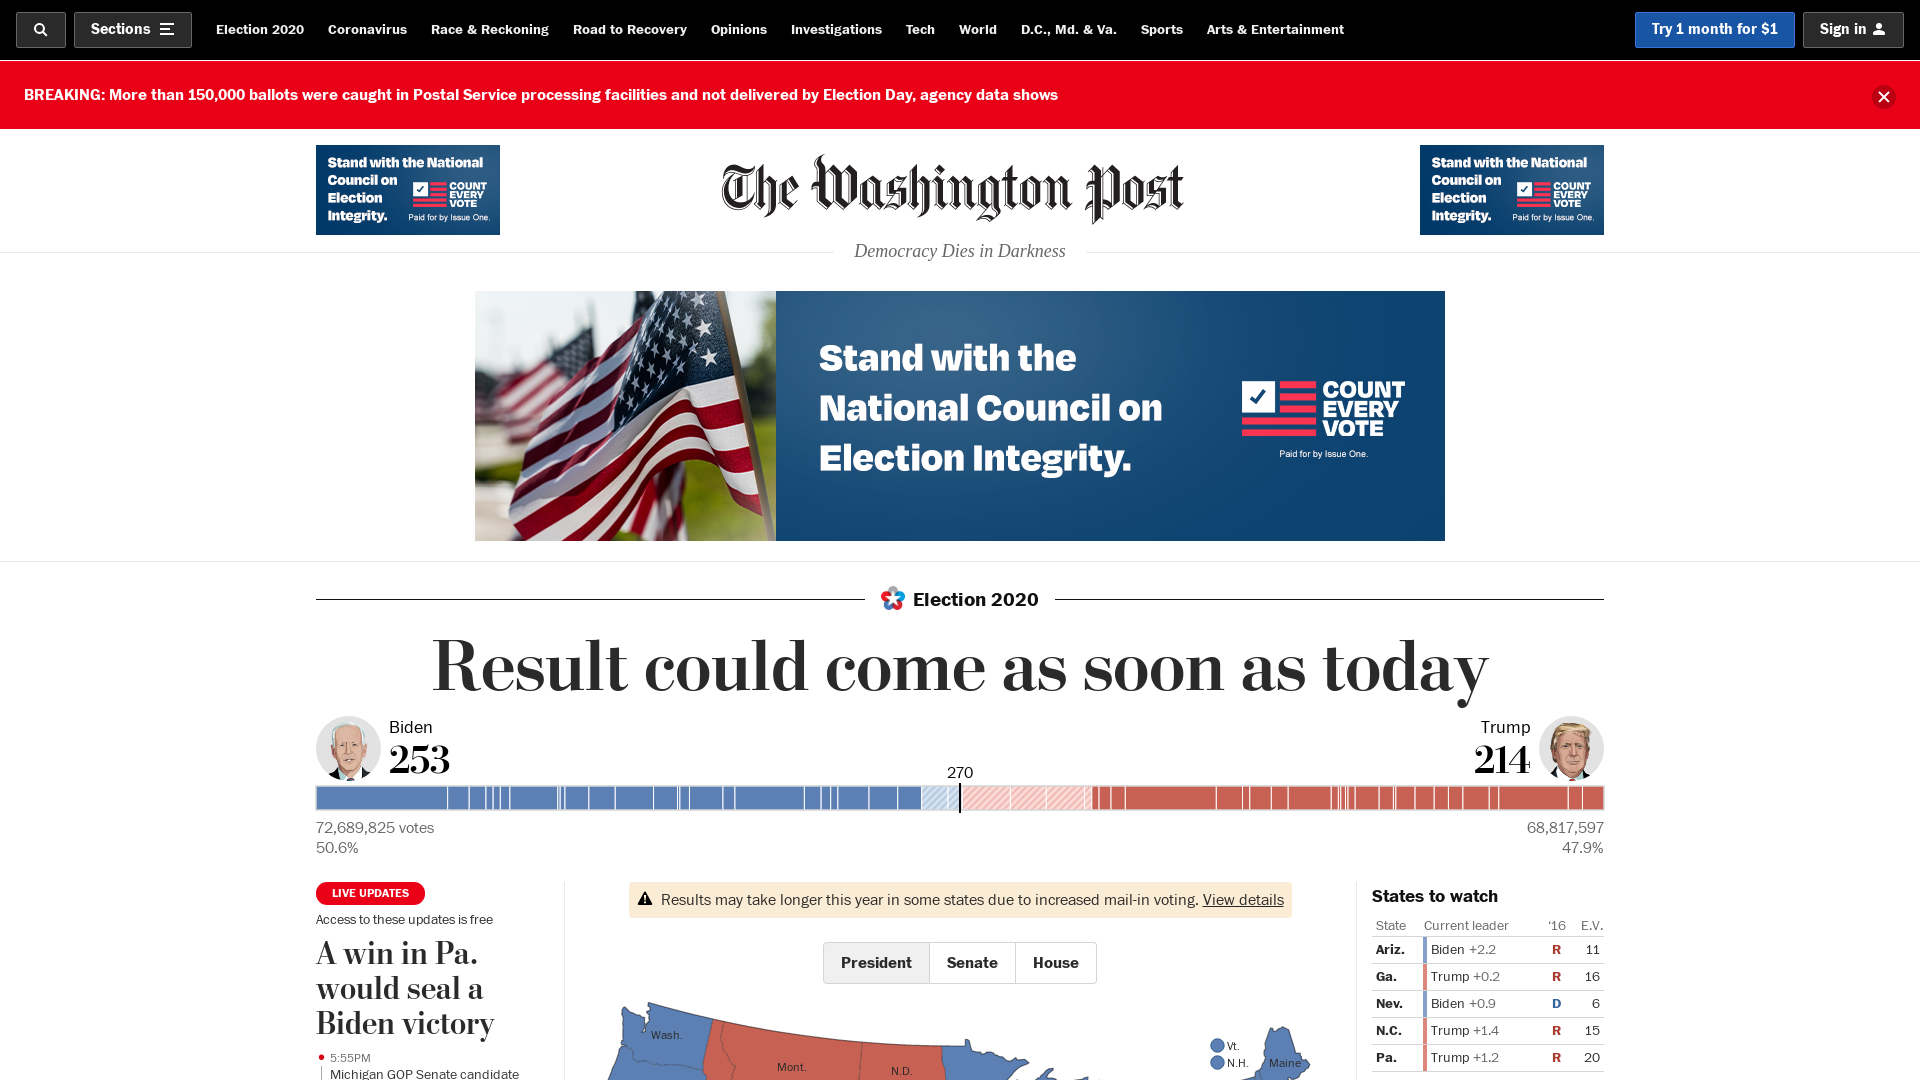 Sections
Election 2020
Coronavirus
Race & Reckoning
Road to Recovery
Opinions
Investigations
Tech
World
D.C., Md. & Va.
Sports
Arts & Entertainment
Try 1 month for $1
Sign in
BREAKING: More than 150,000 ballots were caught in Postal Service processing facilities and not delivered by Election Day, agency data shows
Stand with the National
Council on
Election
Integrity.
COUNT
EVERY
VOTE
Paid for by Issue One.
The Washington Post
Democracy Dies in Darkness
Stand with the National
Council on
Election
Integrity.
COUNT
EVERY
VOTE
Paid for by Issue One.
Stand with the
National Council on
Election Integrity.
COUNT
EVERY
VOTE
Paid for by Issue One.
Election 2020
Result could come as soon as today
Biden
253
270
Trump
214
72,689,825 votes
50.6%
68,817,597
47.9%
LIVE UPDATES
Access to these updates is free
A win in Pa.
would seal a
Biden victory
5:55PM
Michigan GOP Senate candidate
Results may take longer this year in some states due to increased mail-in voting. View details
President
Senate
House
Wash.
Mont.
N.D.
Vt.
N.H.
Maine
States to watch
State Current leader ‘16 E.V.
Ariz. Biden +2.2 R 11
Ga. Trump +0.2 R 16
Nev. Biden +0.9 D 6
N.C. Trump +1.4 R 15
Pa. Trump +1.2 R 20